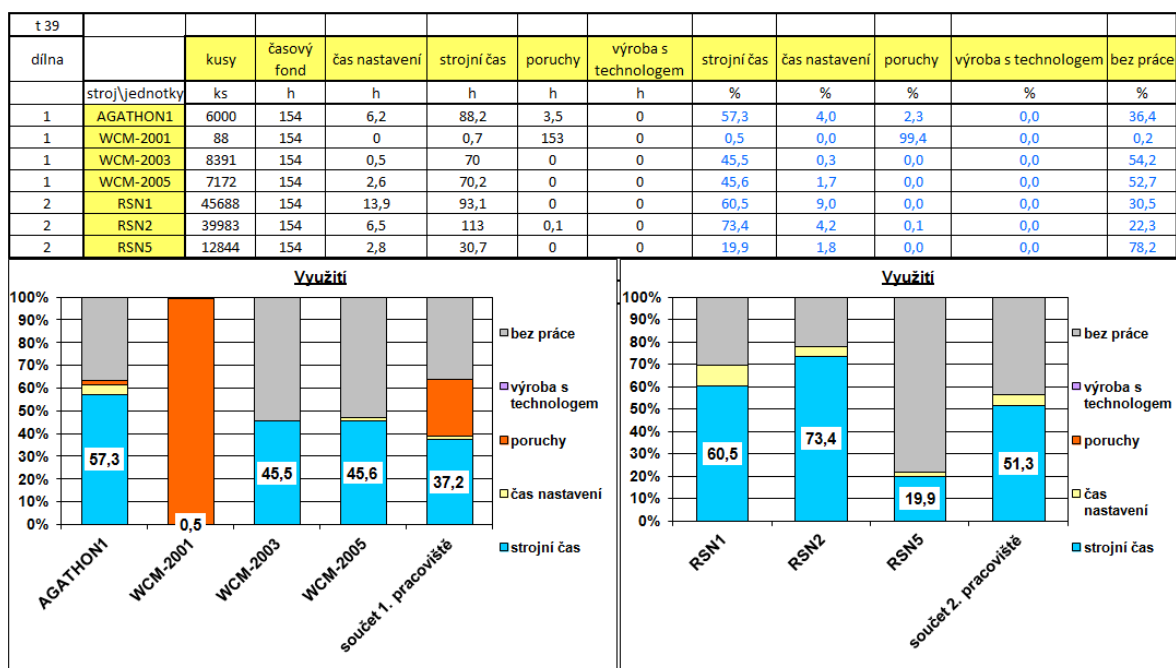 t 39
dílna kusy časový fond čas nastavení strojní čas poruchy výroba s technologem strojní čas čas nastavení poruchy výroba s technologem bez práce
stroj\jednotky ks h h h h h % % % % %
1 AGATHON1 6000 154 6,2 88,2 3,5 0 57,3 4,0 2,3 0,0 36,4
1 WCM-2001 88 154 0 0,7 153 0 0,5 0,0 99,4 0,0 0,2
1 WCM-2003 8391 154 0,5 70 0 0 45,5 0,3 0,0 0,0 54,2
1 WCM-2005 7172 154 2,6 70,2 0 0 45,6 1,7 0,0 0,0 52,7
2 RSN1 45688 154 13,9 93,1 0 0 60,5 9,0 0,0 0,0 30,5
2 RSN2 39983 154 6,5 113 0,1 0 73,4 4,2 0,1 0,0 22,3
2 RSN5 12844 154 2,8 30,7 0 0 19,9 1,8 0,0 0,0 78,2
Využití
100%
90%
80%
70%
60%
50%
40%
30%
20%
10%
0%
57,3
0,5
45,5
45,6
37,2
AGATHON1
WCM-2001
WCM-2003
WCM-2005
součet 1. pracoviště
bez práce
výroba s
technologem
poruchy
čas nastavení
strojní čas
Využití
100%
90%
80%
70%
60%
50%
40%
30%
20%
10%
0%
60,5
73,4
19,9
51,3
RSN1
RSN2
RSN5
součet 2. pracoviště
bez práce
výroba s
technologem
poruchy
čas
nastavení
strojní čas